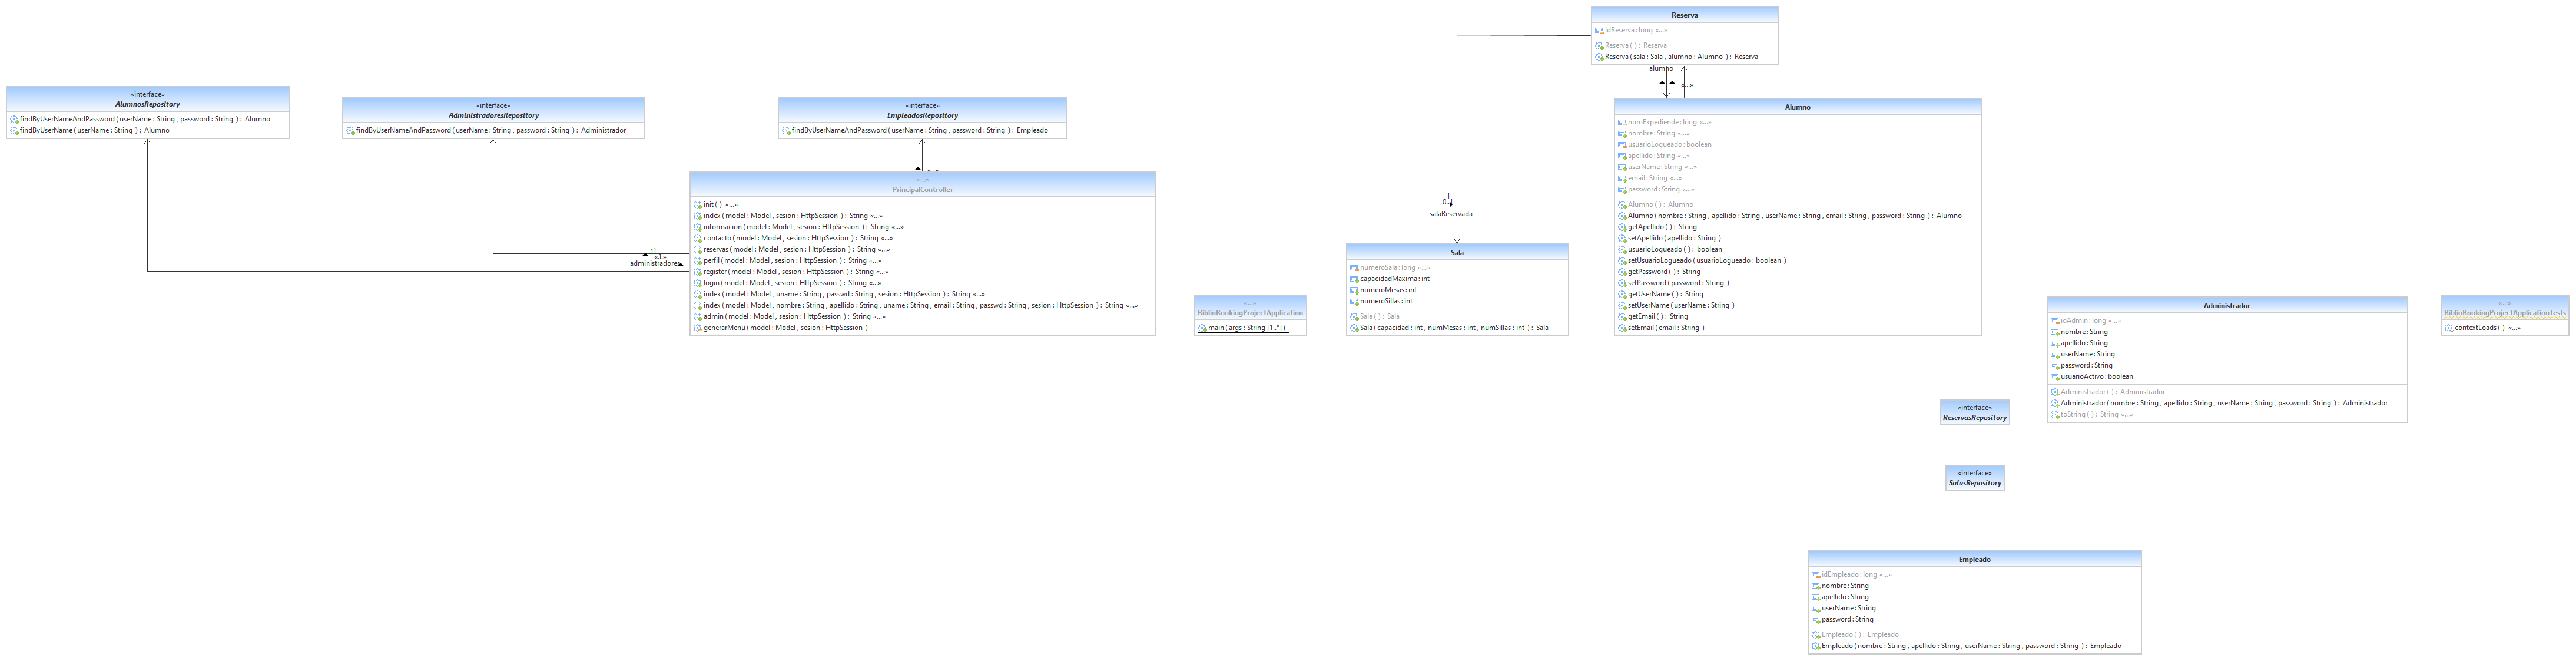 Reserva
idReserva : long «...»
Reserva ( ) : Reserva
Reserva ( sala : Sala , alumno : Alumno ) : Reserva
alumno
«...»
«interface»
AlumnosRepository
findByUserNameAndPassword ( userName : String , password : String ) : Alumno
findByUserName ( userName : String ) : Alumno
«interface»
AdministradoresRepository
findByUserNameAndPassword ( userName : String , password : String ) : Administrador
«interface»
EmpleadosRepository
findByUserNameAndPassword ( userName : String , password : String ) : Empleado
«...»
PrincipalController
init ( ) «...»
index ( model : Model , sesion : HttpSession ) : String «...»
informacion ( model : Model , sesion : HttpSession ) : String «...»
contacto ( model : Model , sesion : HttpSession ) : String «...»
reservas ( model : Model , sesion : HttpSession ) : String «...»
perfil ( model : Model , sesion : HttpSession ) : String «...»
register ( model : Model , sesion : HttpSession ) : String «...»
login ( model : Model , sesion : HttpSession ) : String «...»
index ( model : Model , uname : String , passwd : String , sesion : HttpSession ) : String «...»
index ( model : Model , nombre : String , apellido : String , uname : String , email : String , passwd : String , sesion : HttpSession ) : String «...»
admin ( model : Model , sesion : HttpSession ) : String «...»
generarMenu ( model : Model , sesion : HttpSession )
administradores
«...»
BiblioBookingProjectApplication
main ( args : String [1..*] )
1
salaReservada
Sala
numeroSala : long «...»
capacidadMaxima : int
numeroMesas : int
numeroSillas : int
Sala ( ) : Sala
Sala ( capacidad : int , numMesas : int , numSillas : int ) : Sala
Alumno
numExpediende : long «...»
nombre : String «...»
usuarioLogueado : boolean
apellido : String «...»
userName : String «...»
email : String «...»
password : String «...»
Alumno ( ) : Alumno
Alumno ( nombre : String , apellido : String , userName : String , email : String , password : String ) : Alumno
getApellido ( ) : String
setApellido ( apellido : String )
usuarioLogueado ( ) : boolean
setUsuarioLogueado ( usuarioLogueado : boolean )
getPassword ( ) : String
setPassword ( password : String )
getUserName ( ) : String
setUserName ( userName : String )
getEmail ( ) : String
setEmail ( email : String )
Administrador
idAdmin : long «...»
nombre : String
apellido : String
userName : String
password : String
usuarioActivo : boolean
Administrador ( ) : Administrador
Administrador ( nombre : String , apellido : String , userName : String , password : String ) : Administrador
toString ( ) : String «...»
«...»
BiblioBookingProjectApplicationTests
contextLoads ( ) «...»
«interface»
ReservasRepository
«interface»
SalasRepository
Empleado
idEmpleado : long «...»
nombre : String
apellido : String
userName : String
password : String
Empleado ( ) : Empleado
Empleado ( nombre : String , apellido : String , userName : String , password : String ) : Empleado